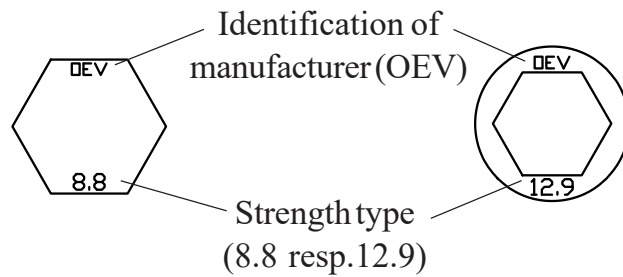 Identification of
manufacturer (OEV)
OEV
OEV
8.8
12.9
Strength type
(8.8 resp.12.9)